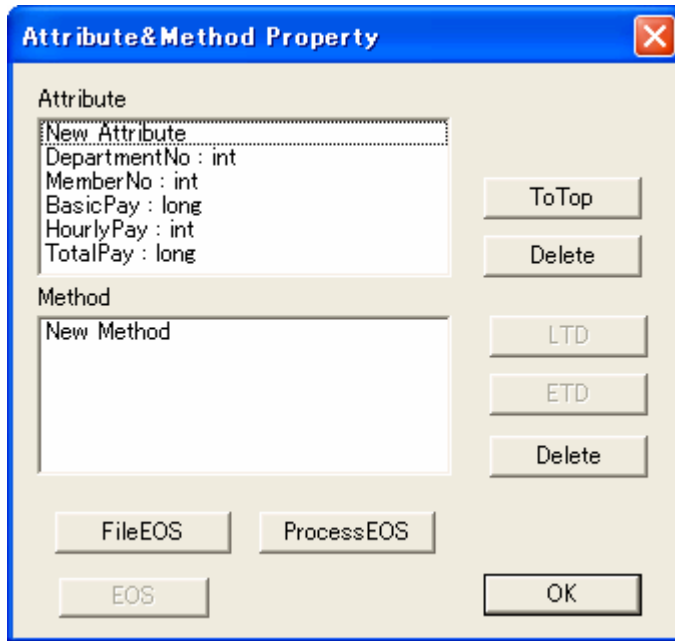 Attribute&Method Property
Attribute
New Attribute
DepartmentNo : int
MemberNo : int
BasicPay : long
HourlyPay : int
TotalPay : long
ToTop
Delete
Method
New Method
LTD
ETD
Delete
FileEOS
ProcessEOS
EOS
OK